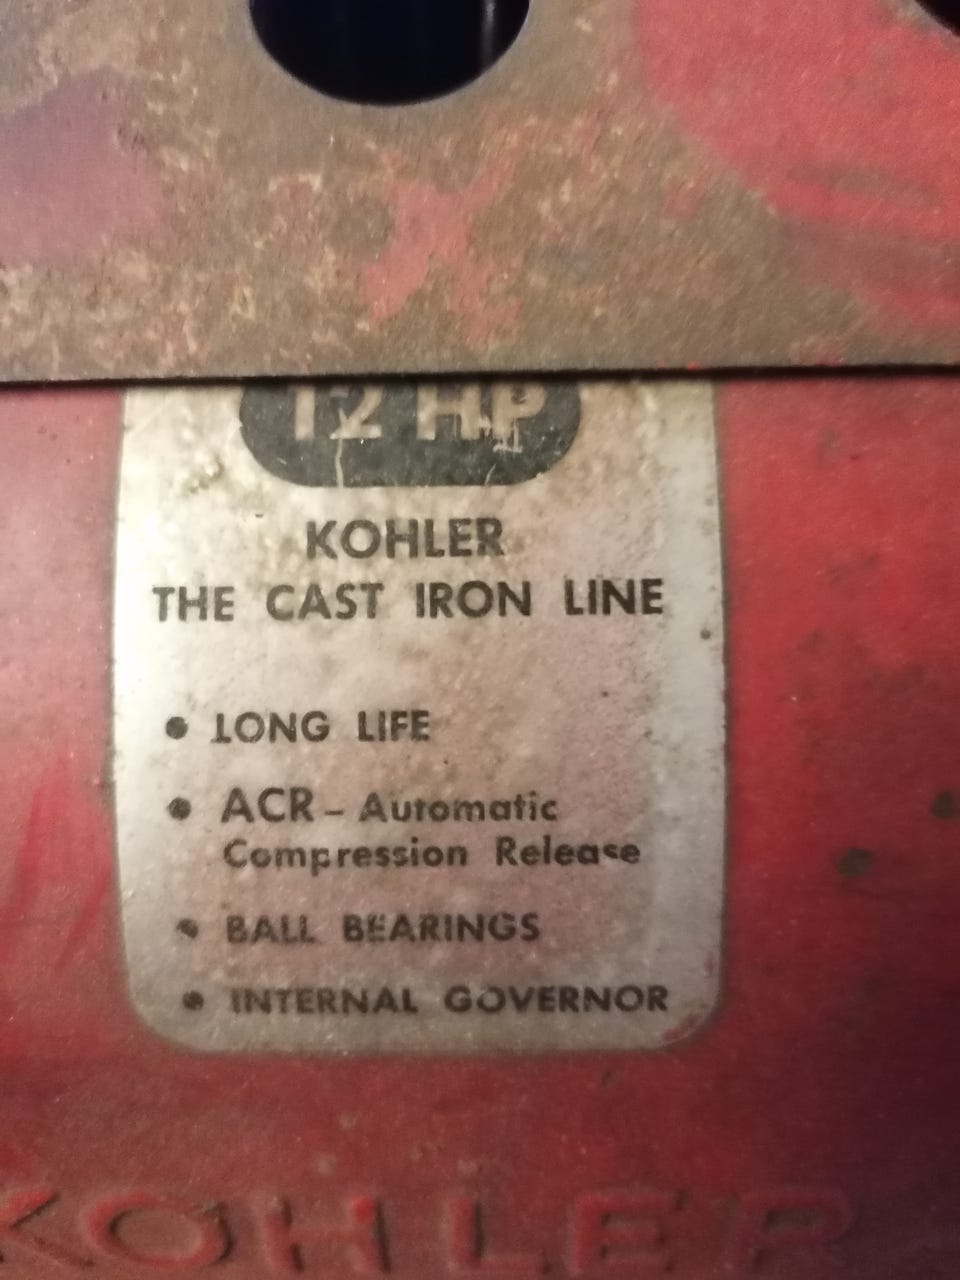 12 HP
KOHLER
THE CAST IRON LINE
• LONG LIFE
• ACR – Automatic
Compression Release
• BALL BEARINGS
• INTERNAL GOVERNOR
KOHLER